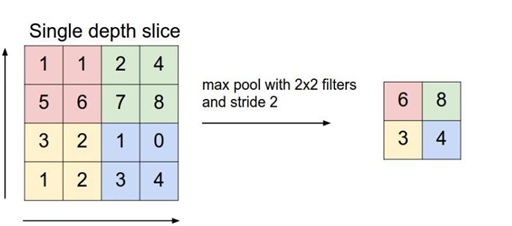 Single depth slice
1 1 2 4
5 6 7 8
3 2 1 0
1 2 3 4
max pool with 2x2 filters
and stride 2
6 8
3 4